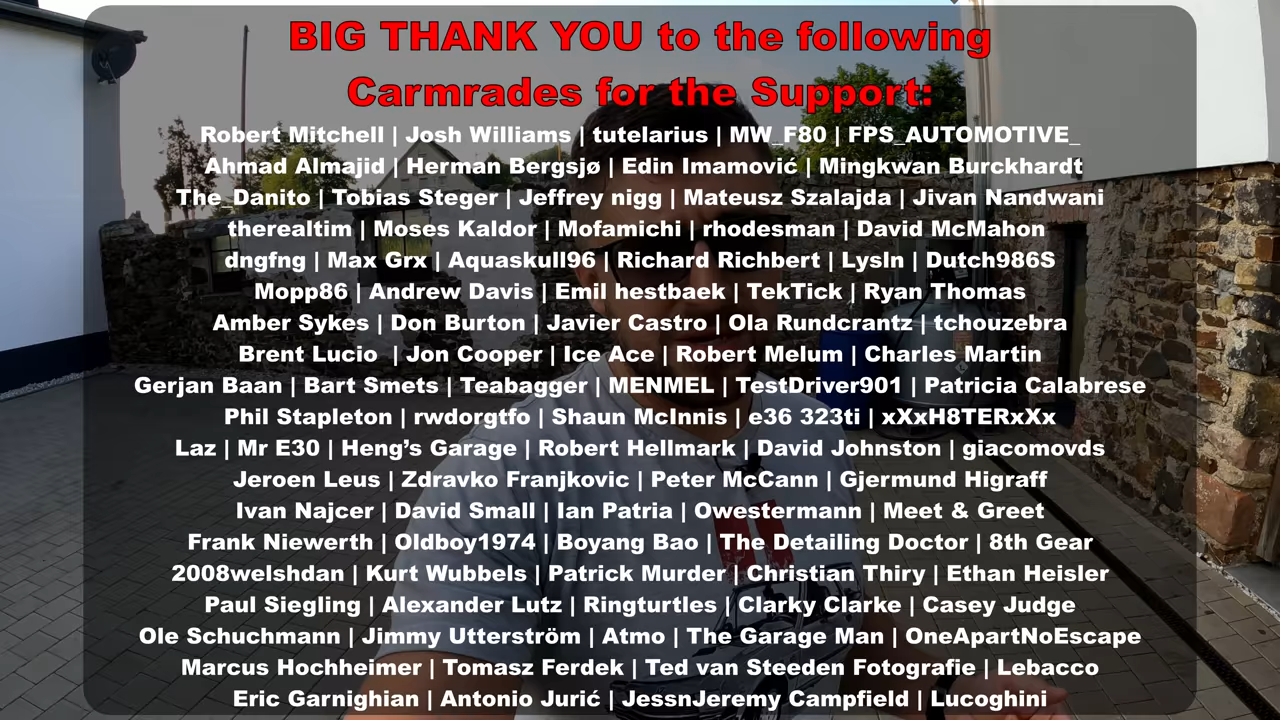 BIG THANK YOU to the following
Carmrades for the Support:
Robert Mitchell | Josh Williams | tutelarius | MW_F80 | FPS_AUTOMOTIVE_
Ahmad Almajid | Herman Bergsjø | Edin Imamović | Mingkwan Burckhardt
The_Danito | Tobias Steger | Jeffrey nigg | Mateusz Szalajda | Jivan Nandwani
therealtim | Moses Kaldor | Mofamichi | rhodesman | David McMahon
dngfng | Max Grx | Aquaskull96 | Richard Richbert | Lysln | Dutch986S
Mopp86 | Andrew Davis | Emil hestbaek | TekTick | Ryan Thomas
Amber Sykes | Don Burton | Javier Castro | Ola Rundcrantz | tchouzebra
Brent Lucio | Jon Cooper | Ice Ace | Robert Melum | Charles Martin
Gerjan Baan | Bart Smets | Teabagger | MENMEL | TestDriver901 | Patricia Calabrese
Phil Stapleton | rwdorgtfo | Shaun McInnis | e36 323ti | xXxH8TERxXx
Laz | Mr E30 | Heng’s Garage | Robert Hellmark | David Johnston | giacomovds
Jeroen Leus | Zdravko Franjkovic | Peter McCann | Gjermund Higraff
Ivan Najcer | David Small | Ian Patria | Owestermann | Meet & Greet
Frank Niewerth | Oldboy1974 | Boyang Bao | The Detailing Doctor | 8th Gear
2008welshdan | Kurt Wubbels | Patrick Murder | Christian Thiry | Ethan Heisler
Paul Siegling | Alexander Lutz | Ringturtles | Clarky Clarke | Casey Judge
Ole Schuchmann | Jimmy Utterström | Atmo | The Garage Man | OneApartNoEscape
Marcus Hochheimer | Tomasz Ferdek | Ted van Steeden Fotografie | Lebacco
Eric Garnighian | Antonio Jurić | JessnJeremy Campfield | Lucoghini